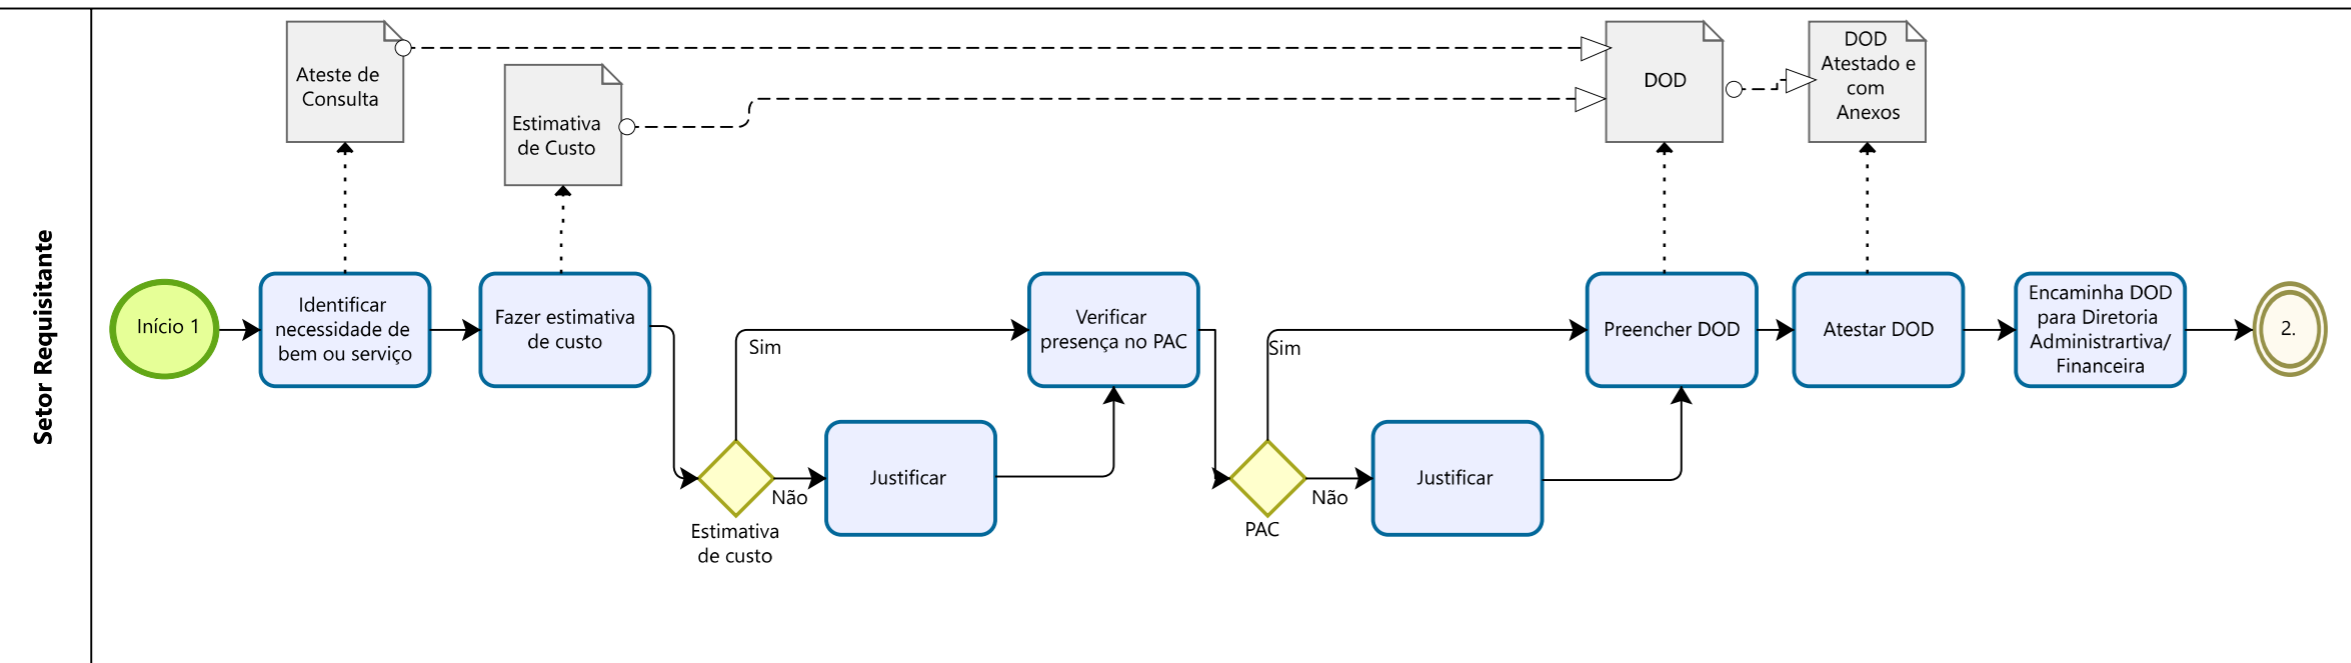 Setor Requisitante
Ateste de
Consulta
Estimativa
de Custo
DOD
DOD
Atestado e
com
Anexos
Início 1
Identificar
necessidade de
bem ou serviço
Fazer estimativa
de custo
Sim
Verificar
presença no PAC
Sim
Preencher DOD
Atestar DOD
Encaminha DOD
para Diretoria
Administrartiva/
Financeira
2.
Não
Justificar
Estimativa
de custo
Não
Justificar
PAC